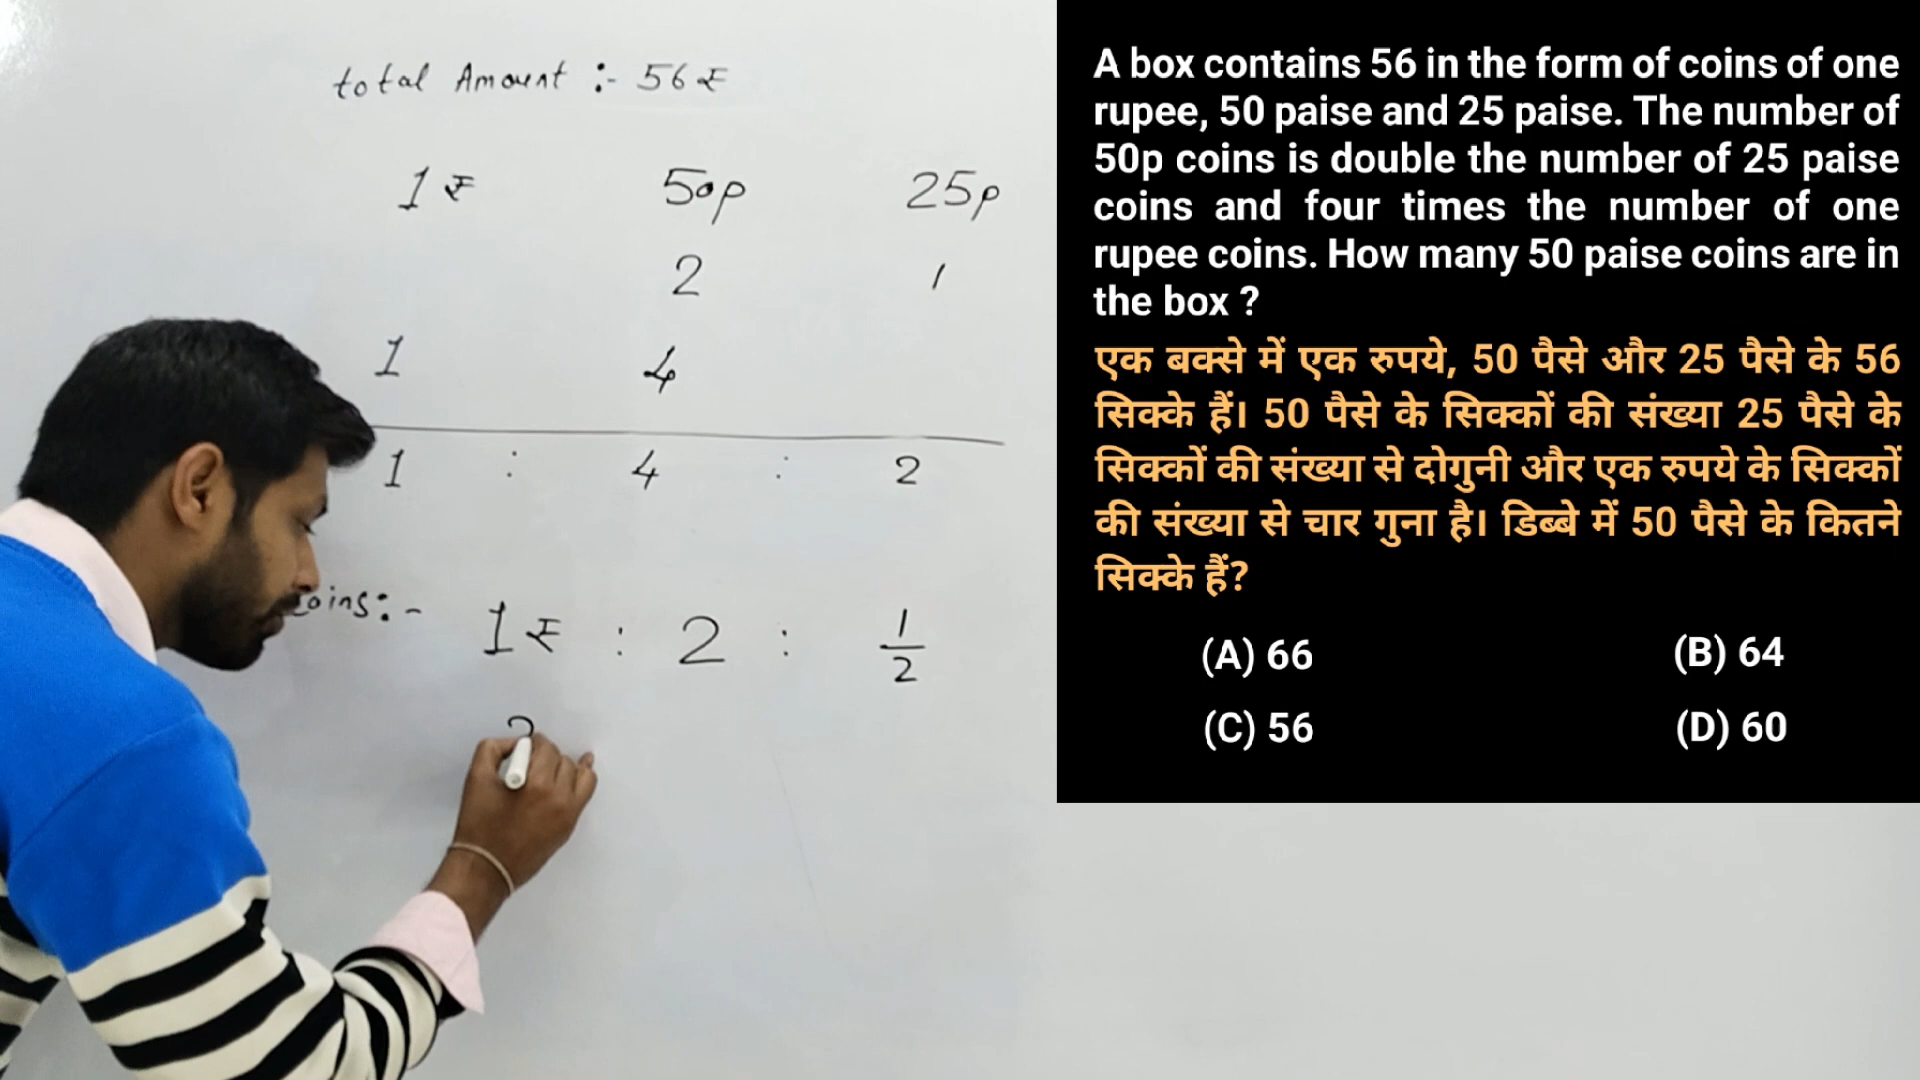 total Amount :- 56₹
1₹ 50p 25p
2 1
1 4
1 : 4 : 2
coins:- 1₹ : 2 : 1/2
2
A box contains 56 in the form of coins of one
rupee, 50 paise and 25 paise. The number of
50p coins is double the number of 25 paise
coins and four times the number of one
rupee coins. How many 50 paise coins are in
the box ?
एक बक्से में एक रुपये, 50 पैसे और 25 पैसे के 56
सिक्के हैं। 50 पैसे के सिक्कों की संख्या 25 पैसे के
सिक्कों की संख्या से दोगुनी और एक रुपये के सिक्कों
की संख्या से चार गुना है। डिब्बे में 50 पैसे के कितने
सिक्के हैं?
(A) 66 (B) 64
(C) 56 (D) 60